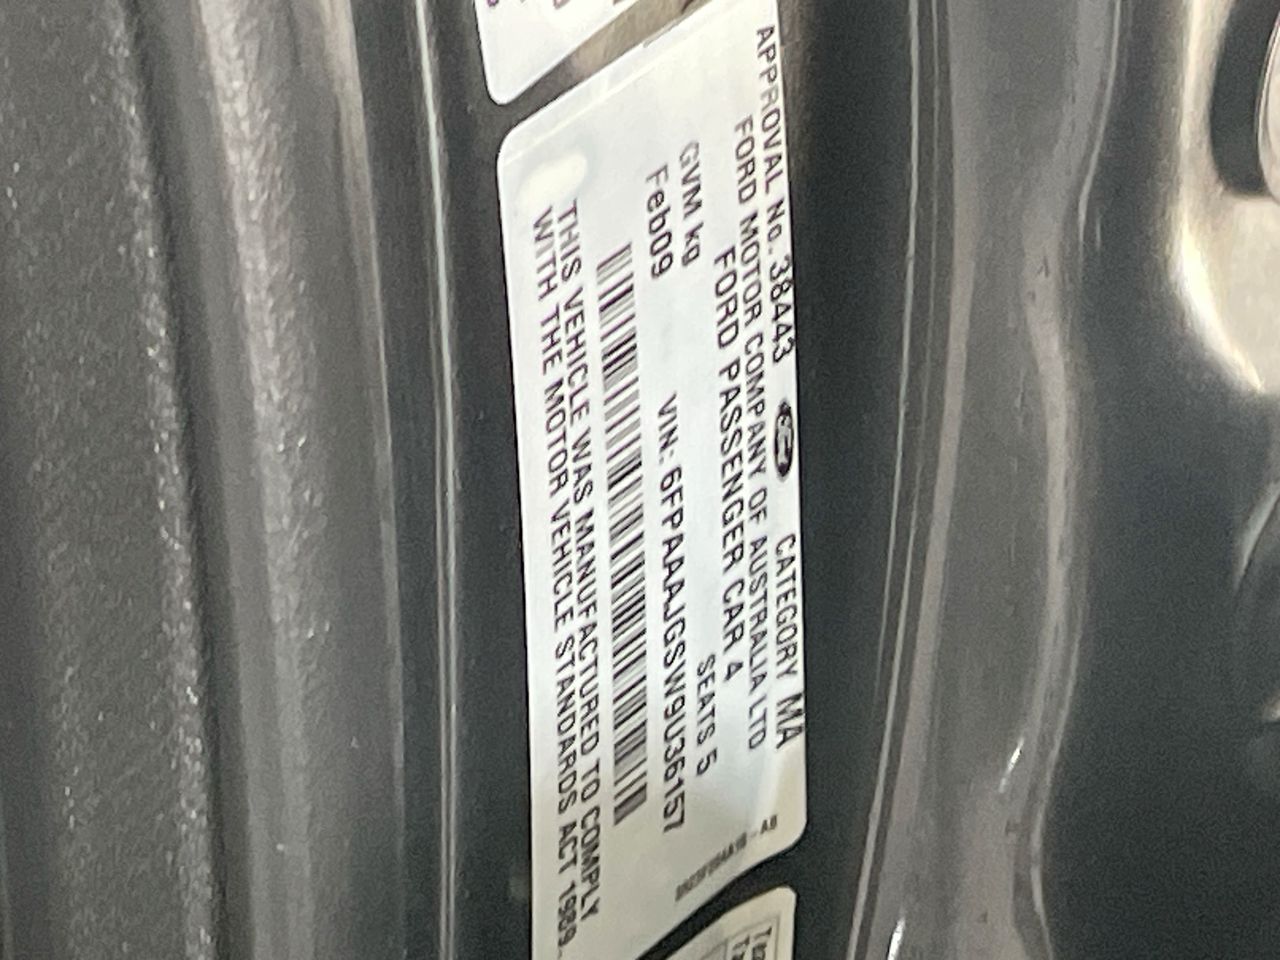 APPROVAL No. 38443 Ford CATEGORY MA
FORD MOTOR COMPANY OF AUSTRALIA LTD
FORD PASSENGER CAR 4
GVM kg SEATS 5
Feb09 VIN: 6FPAAAJGSW9U36157
THIS VEHICLE WAS MANUFACTURED TO COMPLY
WITH THE MOTOR VEHICLE STANDARDS ACT 1989.